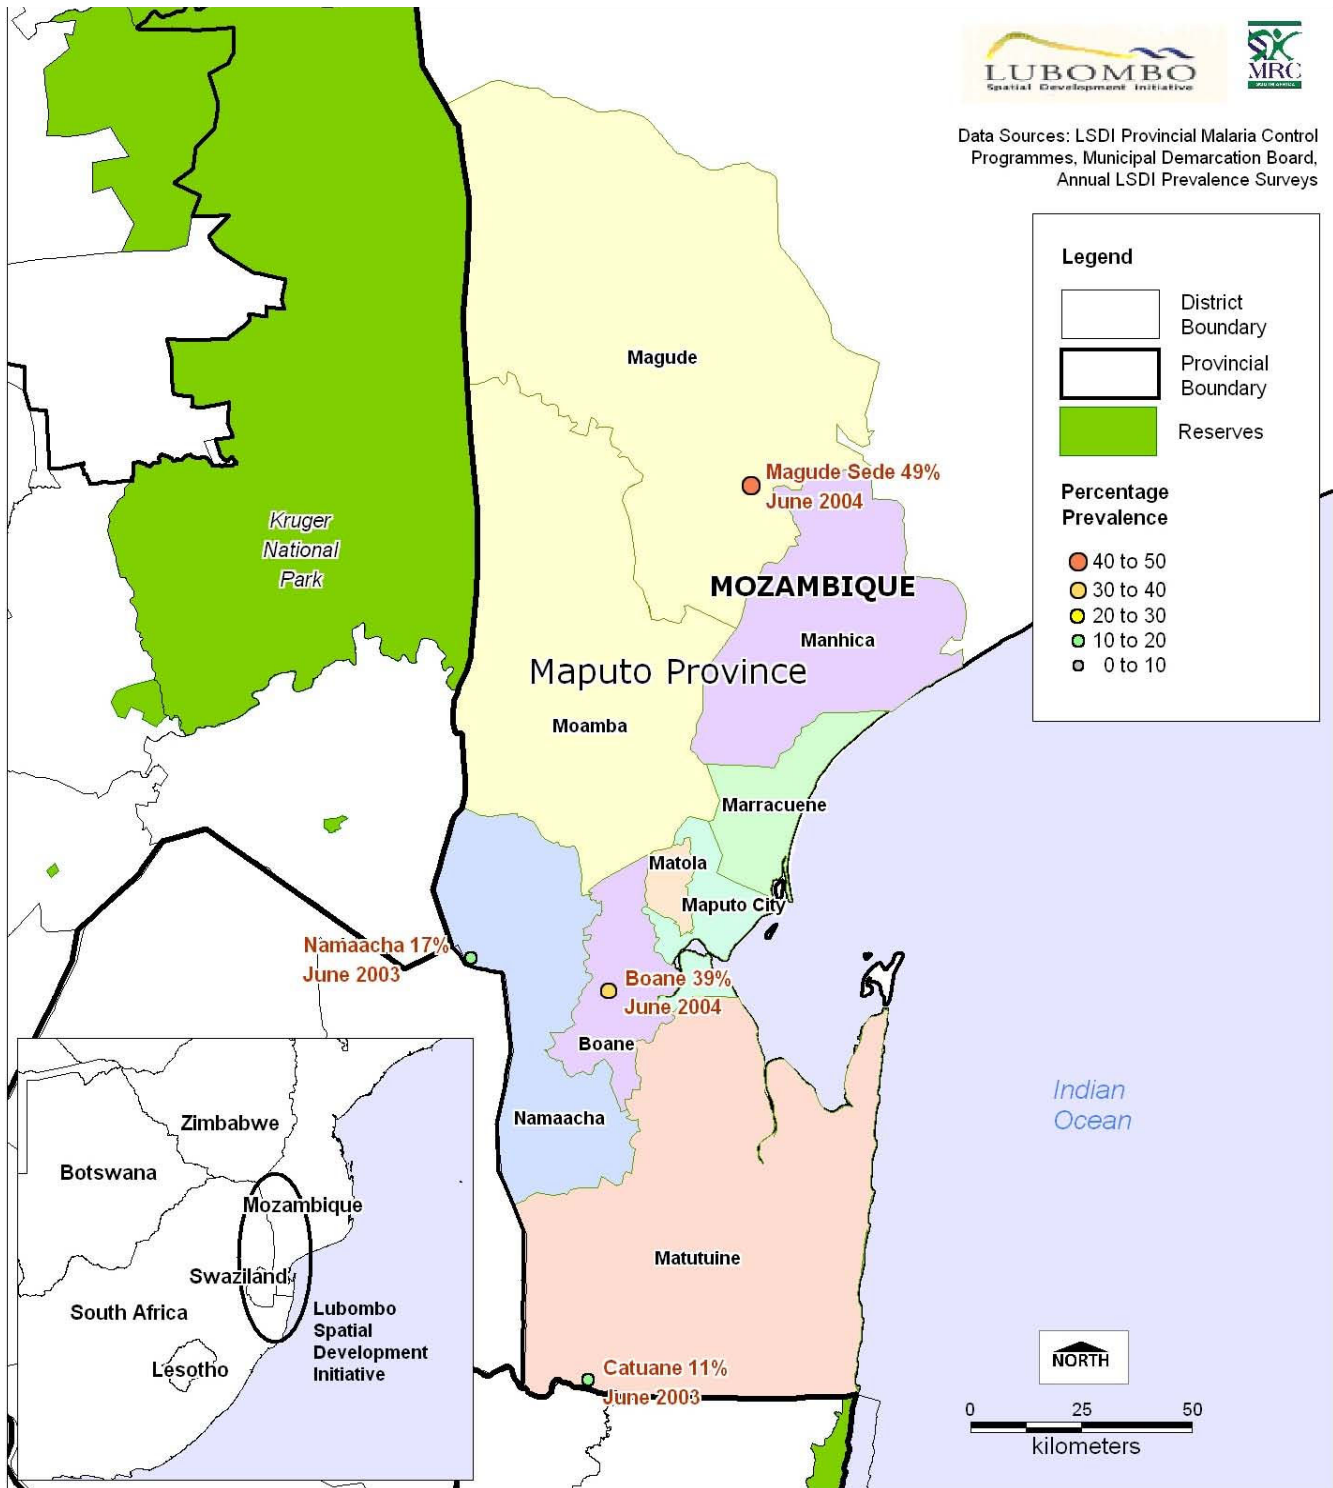 LUBOMBO
Spatial Development Initiative
MRC
SOUTH AFRICA
Data Sources: LSDI Provincial Malaria Control
Programmes, Municipal Demarcation Board,
Annual LSDI Prevalence Surveys
Legend
District
Boundary
Provincial
Boundary
Reserves
Percentage
Prevalence
40 to 50
30 to 40
20 to 30
10 to 20
0 to 10
Magude
Magude Sede 49%
June 2004
Kruger
National
Park
MOZAMBIQUE
Manhica
Maputo Province
Moamba
Marracuene
Matola
Maputo City
Namaacha 17%
June 2003
Boane 39%
June 2004
Boane
Namaacha
Indian
Ocean
Matutuine
Catuane 11%
June 2003
Zimbabwe
Botswana
Mozambique
Swaziland
South Africa
Lubombo
Spatial
Development
Initiative
Lesotho
NORTH
0 25 50
kilometers